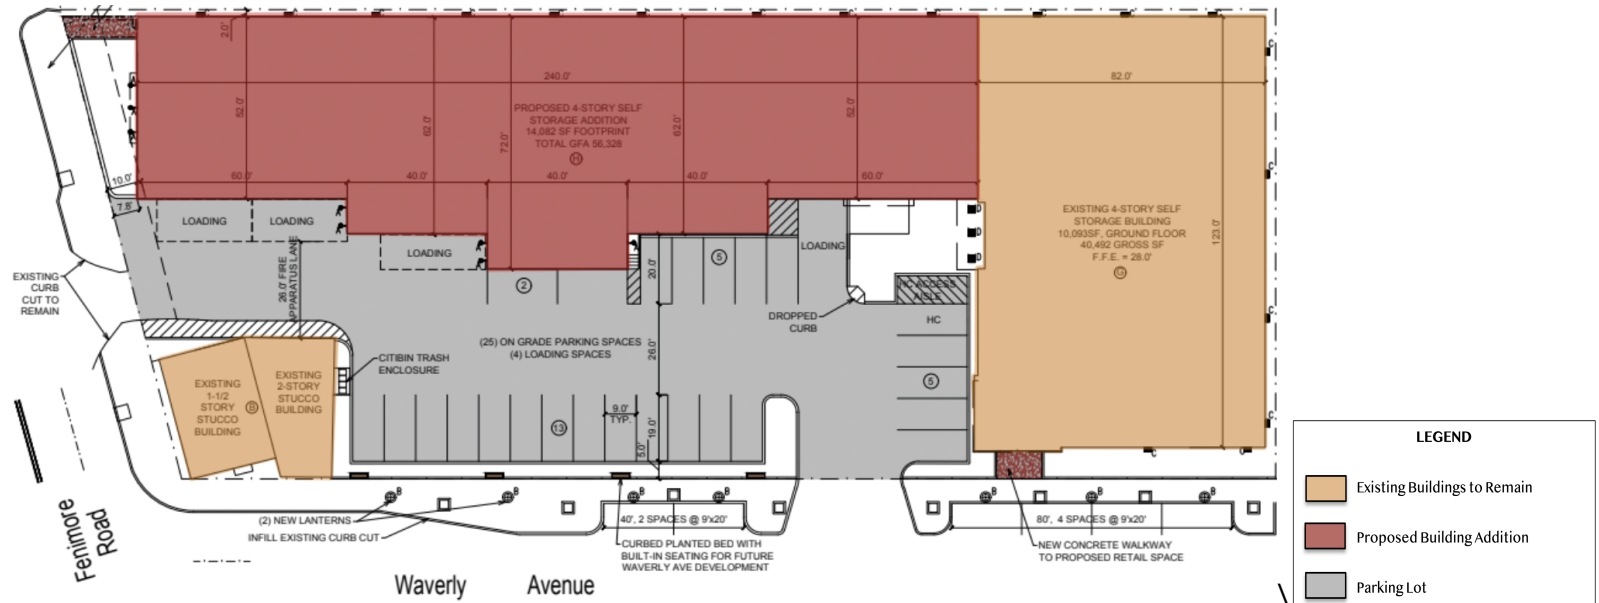 2.0'
240.0'
82.0'
52.0'
62.0'
72.0'
62.0'
52.0'
PROPOSED 4-STORY SELF
STORAGE ADDITION
14,082 SF FOOTPRINT
TOTAL GFA 56,328
H
10.0'
60.0'
40.0'
40.0'
40.0'
60.0'
7.5'
LOADING
LOADING
LOADING
LOADING
EXISTING 4-STORY SELF
STORAGE BUILDING
10,093SF, GROUND FLOOR
40,492 GROSS SF
F.F.E. = 28.0'
G
123.0'
C
C
C
C
C
C
D
D
D
EXISTING
CURB
CUT TO
REMAIN
26.0' FIRE
APPARATUS LANE
2
20.0'
5
HC ACCESS
AISLE
HC
DROPPED
CURB
(25) ON GRADE PARKING SPACES
(4) LOADING SPACES
26.0'
CITIBIN TRASH
ENCLOSURE
EXISTING
1-1/2
STORY
STUCCO
BUILDING
B
EXISTING
2-STORY
STUCCO
BUILDING
5
9.0'
TYP.
13
19.0'
5.0'
B
B
B
B
B
B
B
(2) NEW LANTERNS
INFILL EXISTING CURB CUT
40', 2 SPACES @ 9'x20'
80', 4 SPACES @ 9'x20'
CURBED PLANTED BED WITH
BUILT-IN SEATING FOR FUTURE
WAVERLY AVE DEVELOPMENT
NEW CONCRETE WALKWAY
TO PROPOSED RETAIL SPACE
Fenimore
Road
Waverly Avenue
LEGEND
Existing Buildings to Remain
Proposed Building Addition
Parking Lot